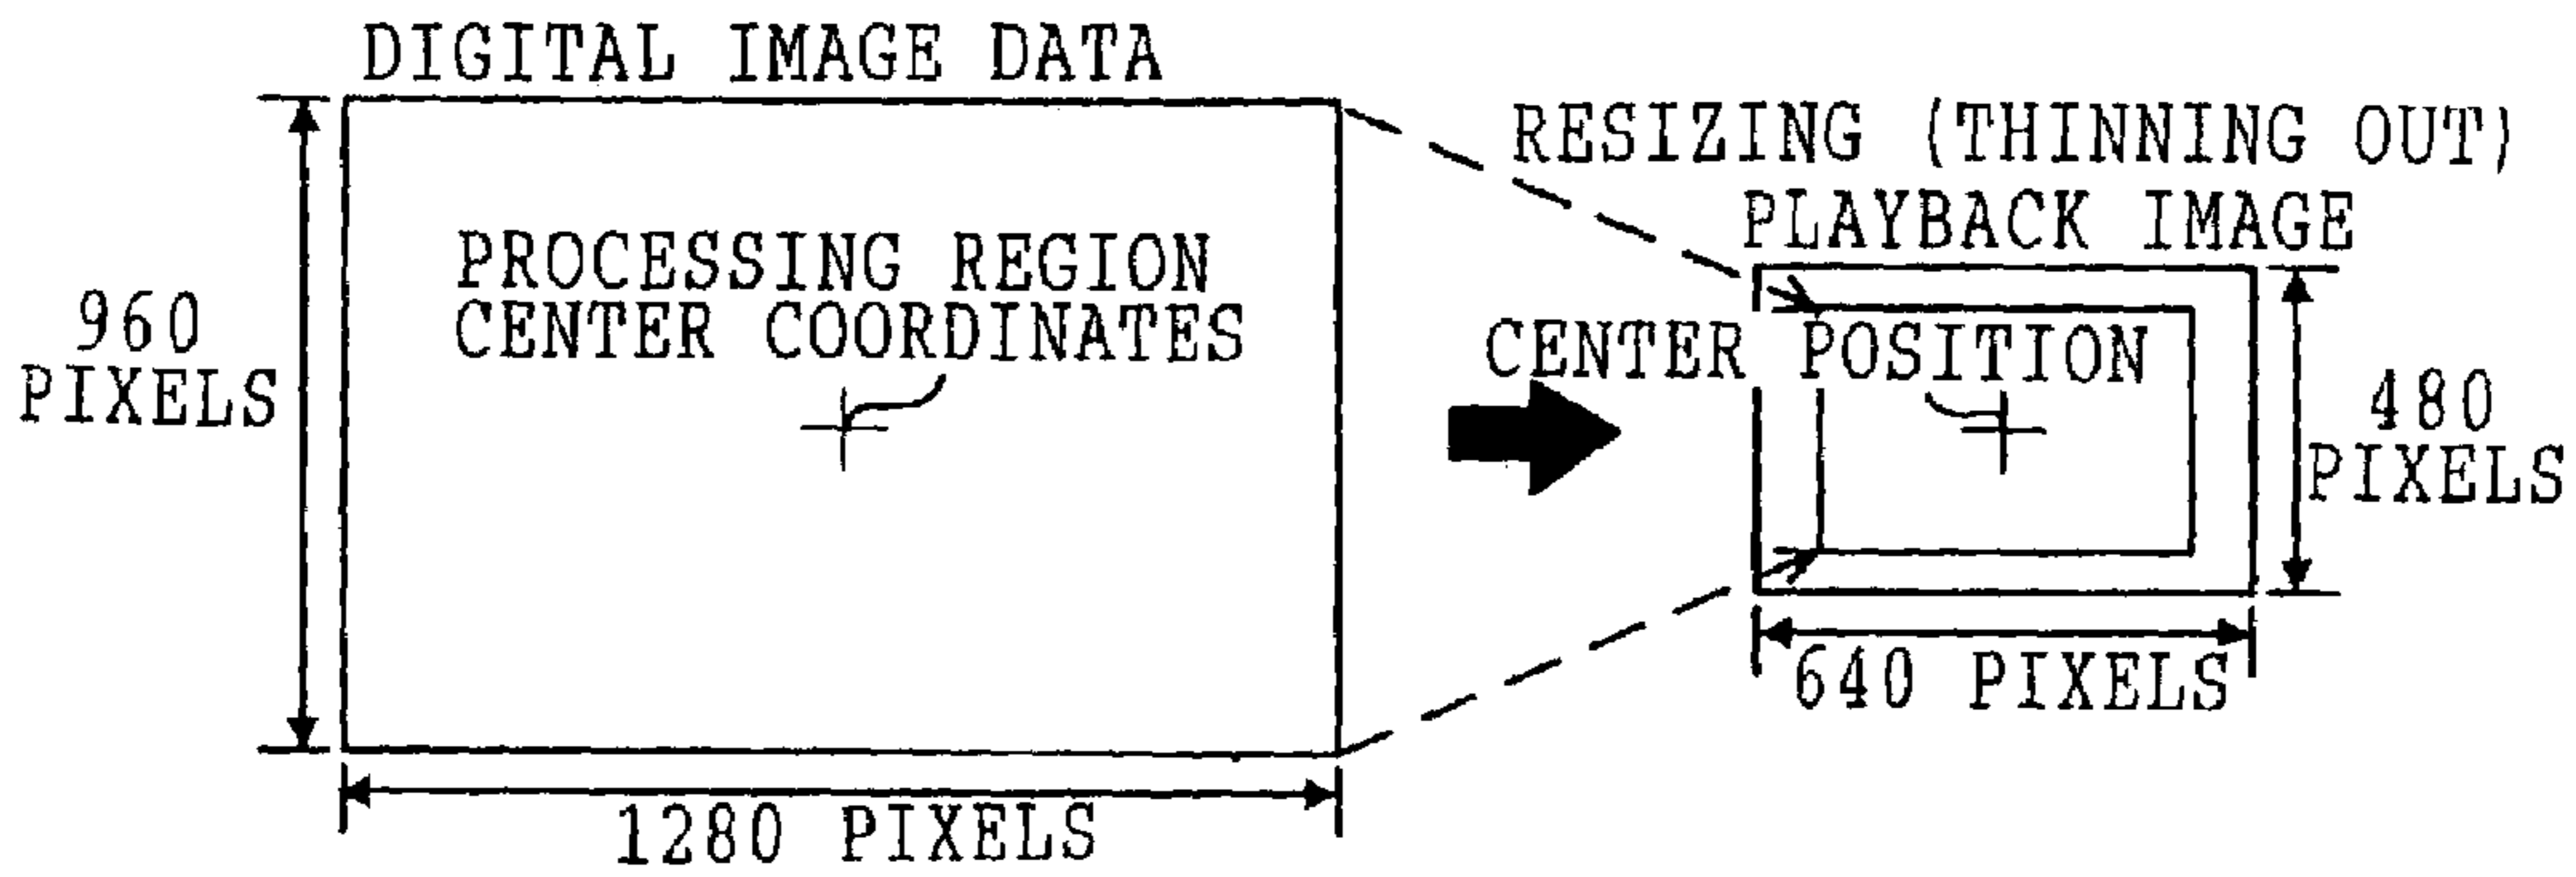 DIGITAL IMAGE DATA
960
PIXELS
PROCESSING REGION
CENTER COORDINATES
1280 PIXELS
RESIZING (THINNING OUT)
PLAYBACK IMAGE
CENTER POSITION
480
PIXELS
640 PIXELS